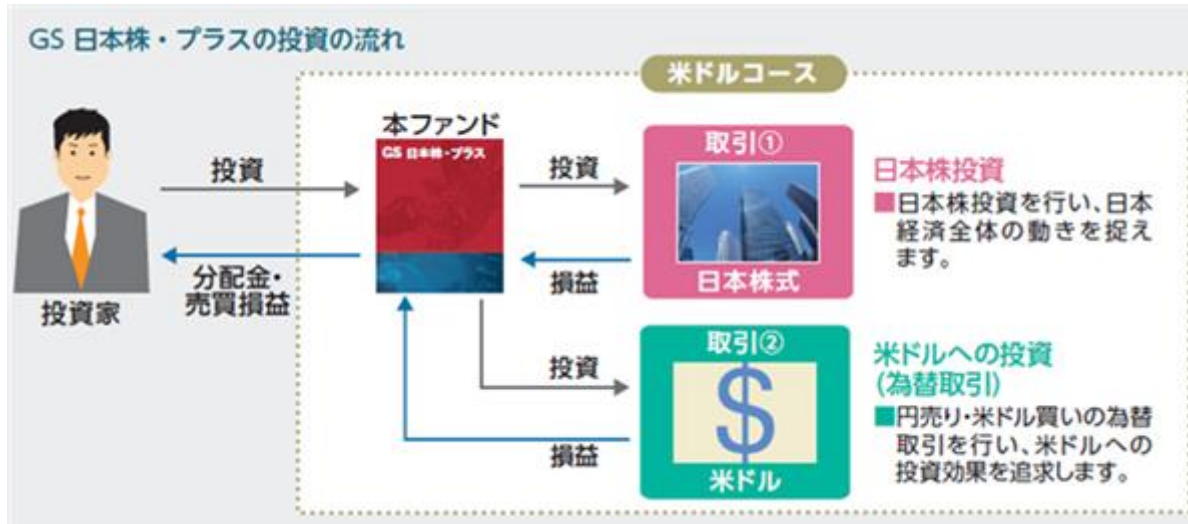 GS 日本株・プラスの投資の流れ
米ドルコース
本ファンド
GS 日本株・プラス
投資
投資
取引①
日本株式
日本株投資
■日本株投資を行い、日本
経済全体の動きを捉え
ます。
分配金・
売買損益
損益
投資家
投資
取引②
$
米ドル
米ドルへの投資
(為替取引)
■円売り・米ドル買いの為替
取引を行い、米ドルへの
投資効果を追求します。
損益